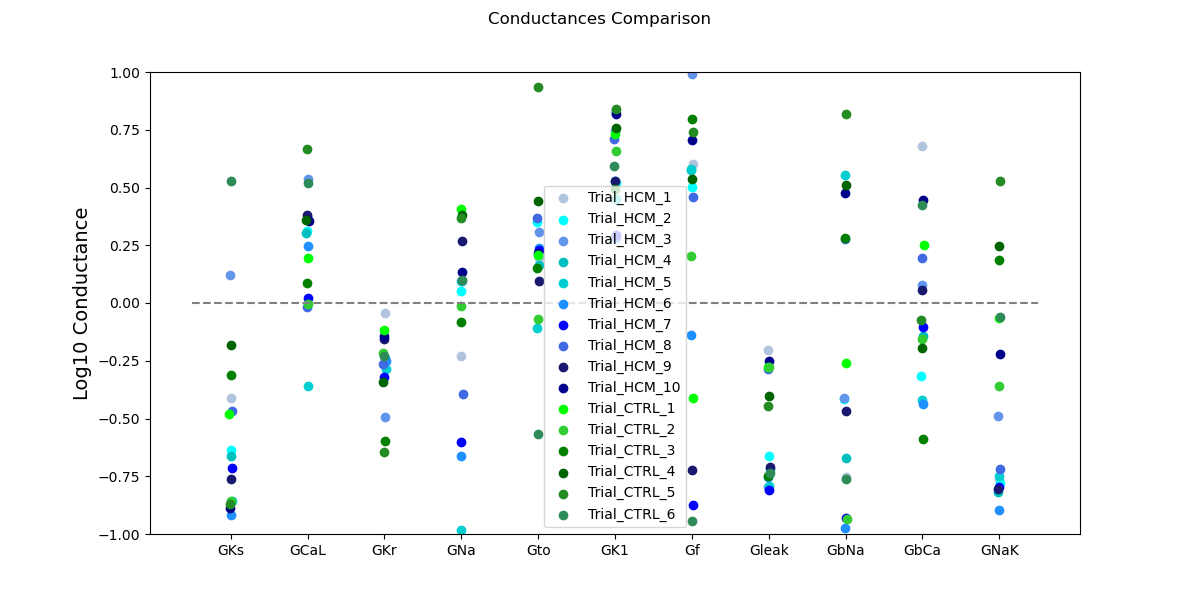 Conductances Comparison
Log10 Conductance
1.00
0.75
0.50
0.25
0.00
−0.25
−0.50
−0.75
−1.00
Trial_HCM_1
Trial_HCM_2
Trial_HCM_3
Trial_HCM_4
Trial_HCM_5
Trial_HCM_6
Trial_HCM_7
Trial_HCM_8
Trial_HCM_9
Trial_HCM_10
Trial_CTRL_1
Trial_CTRL_2
Trial_CTRL_3
Trial_CTRL_4
Trial_CTRL_5
Trial_CTRL_6
GKs GCaL GKr GNa Gto GK1 Gf Gleak GbNa GbCa GNaK